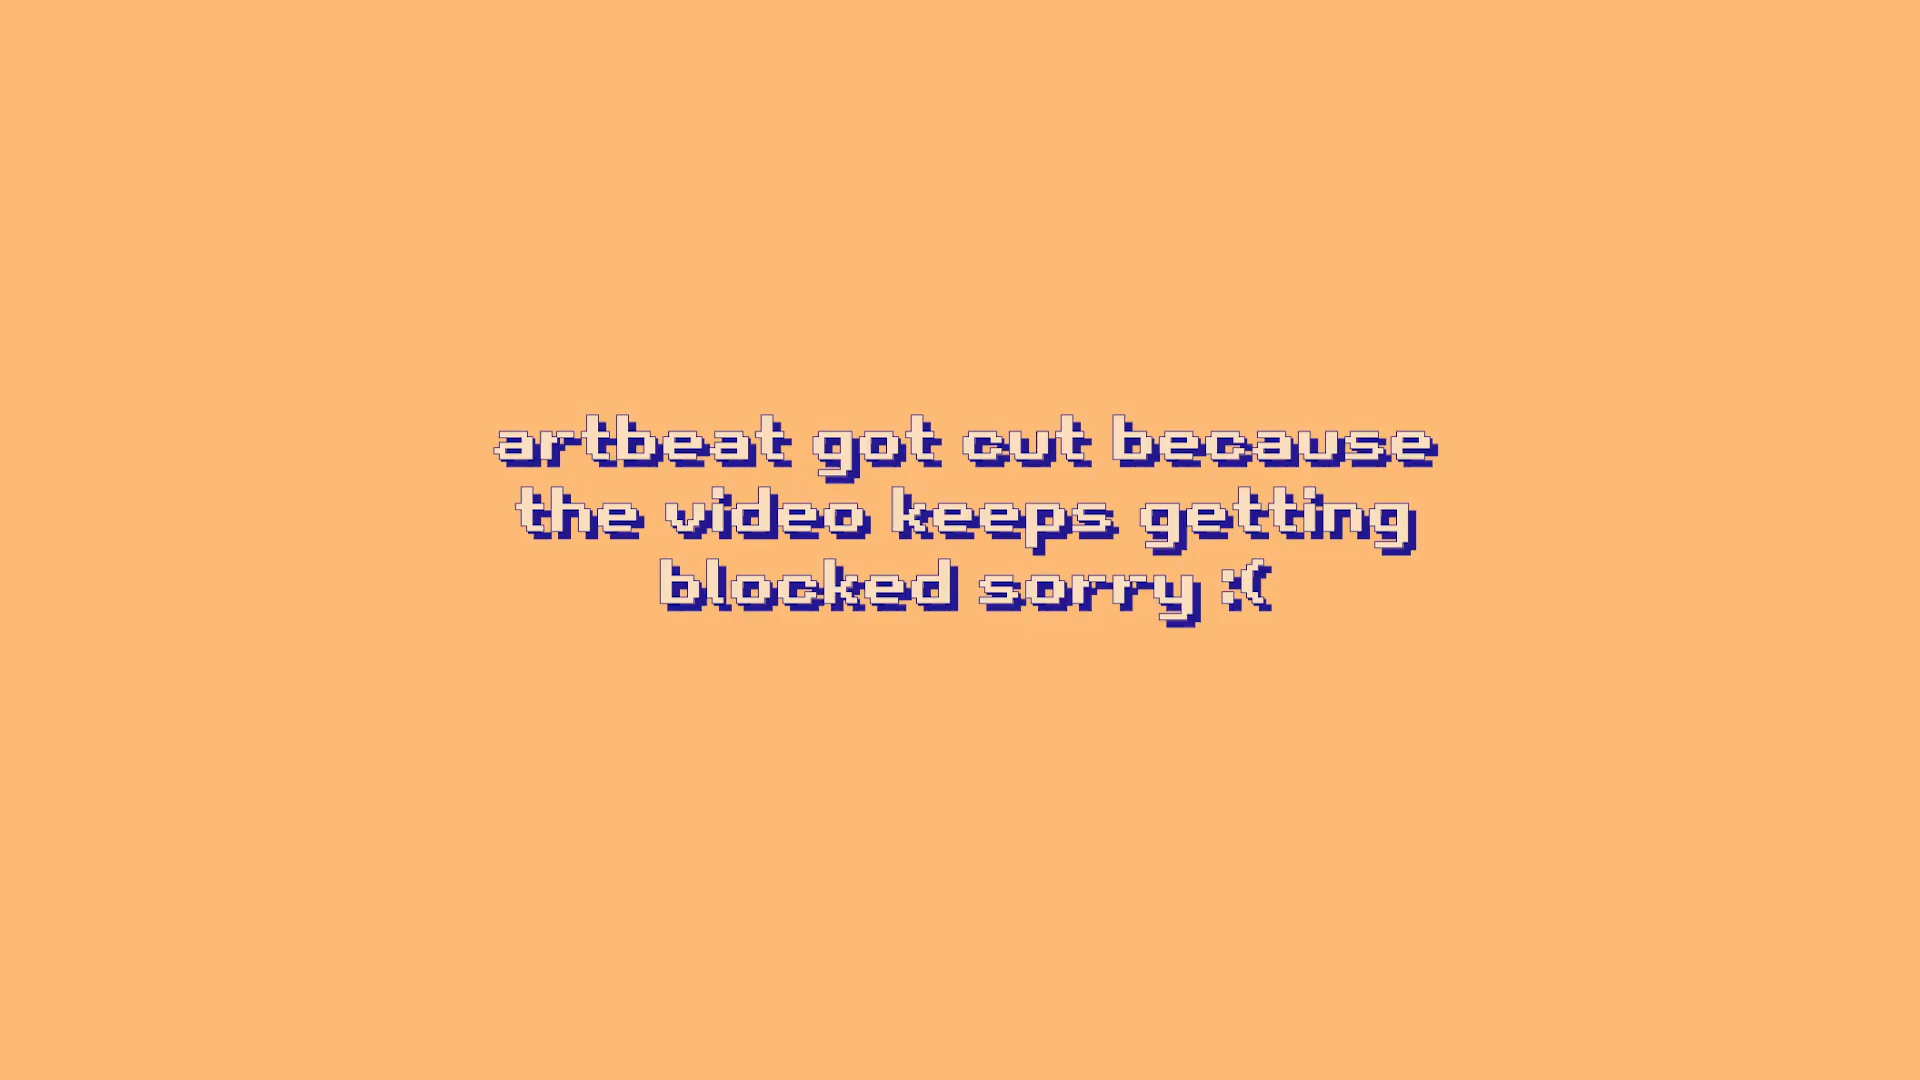 artbeat got cut because
the video keeps getting
blocked sorry :(